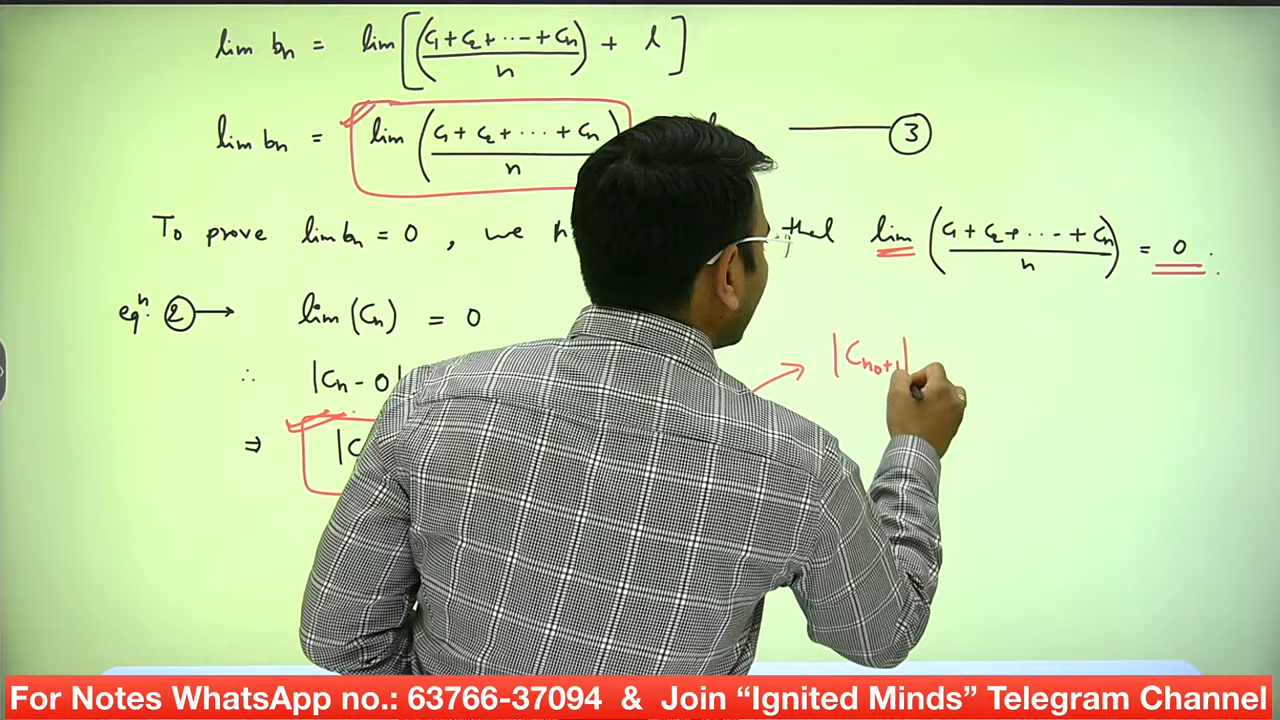 lim bn = lim [ ( (C1+C2+...+Cn) / n ) + l ]
lim bn = lim ( (C1+C2+...+Cn) / n ) ——— 3
To prove lim bn = 0 , we that lim ( (C1+C2+...+Cn) / n ) = 0 .
eqn. 2 → lim (Cn) = 0
∴ |Cn - 0| → |Cn0+1|
⇒ |C
For Notes WhatsApp no.: 63766-37094 & Join “Ignited Minds” Telegram Channel